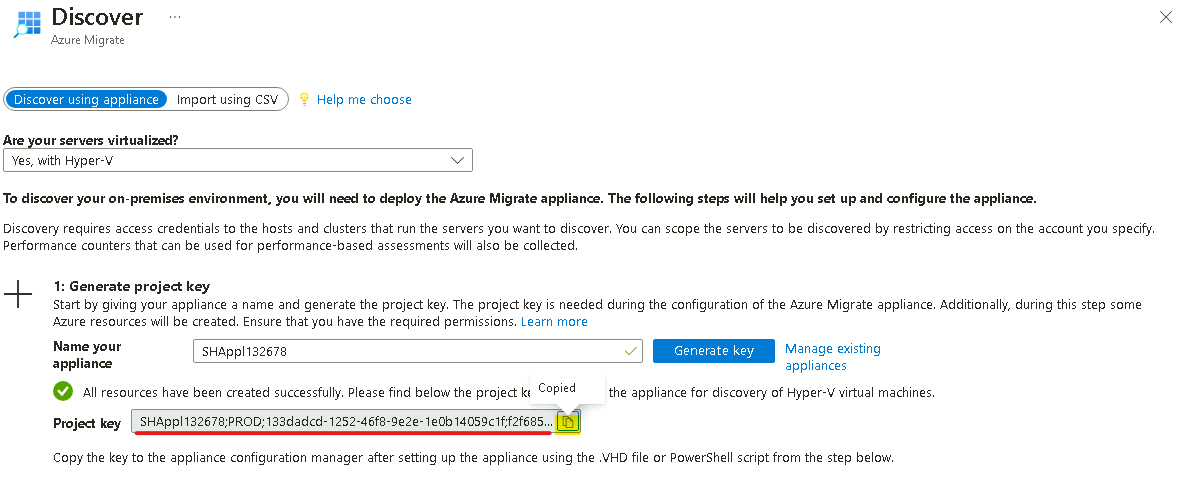 Discover
...
Azure Migrate
Discover using appliance Import using CSV Help me choose
Are your servers virtualized?
Yes, with Hyper-V
To discover your on-premises environment, you will need to deploy the Azure Migrate appliance. The following steps will help you set up and configure the appliance.
Discovery requires access credentials to the hosts and clusters that run the servers you want to discover. You can scope the servers to be discovered by restricting access on the account you specify.
Performance counters that can be used for performance-based assessments will also be collected.
1: Generate project key
Start by giving your appliance a name and generate the project key. The project key is needed during the configuration of the Azure Migrate appliance. Additionally, during this step some
Azure resources will be created. Ensure that you have the required permissions. Learn more
Name your
appliance
SHAppl132678
Generate key
Manage existing
appliances
Copied
All resources have been created successfully. Please find below the project ke the appliance for discovery of Hyper-V virtual machines.
Project key
SHAppl132678;PROD;133dadcd-1252-46f8-9e2e-1e0b14059c1f;f2f685...
Copy the key to the appliance configuration manager after setting up the appliance using the .VHD file or PowerShell script from the step below.